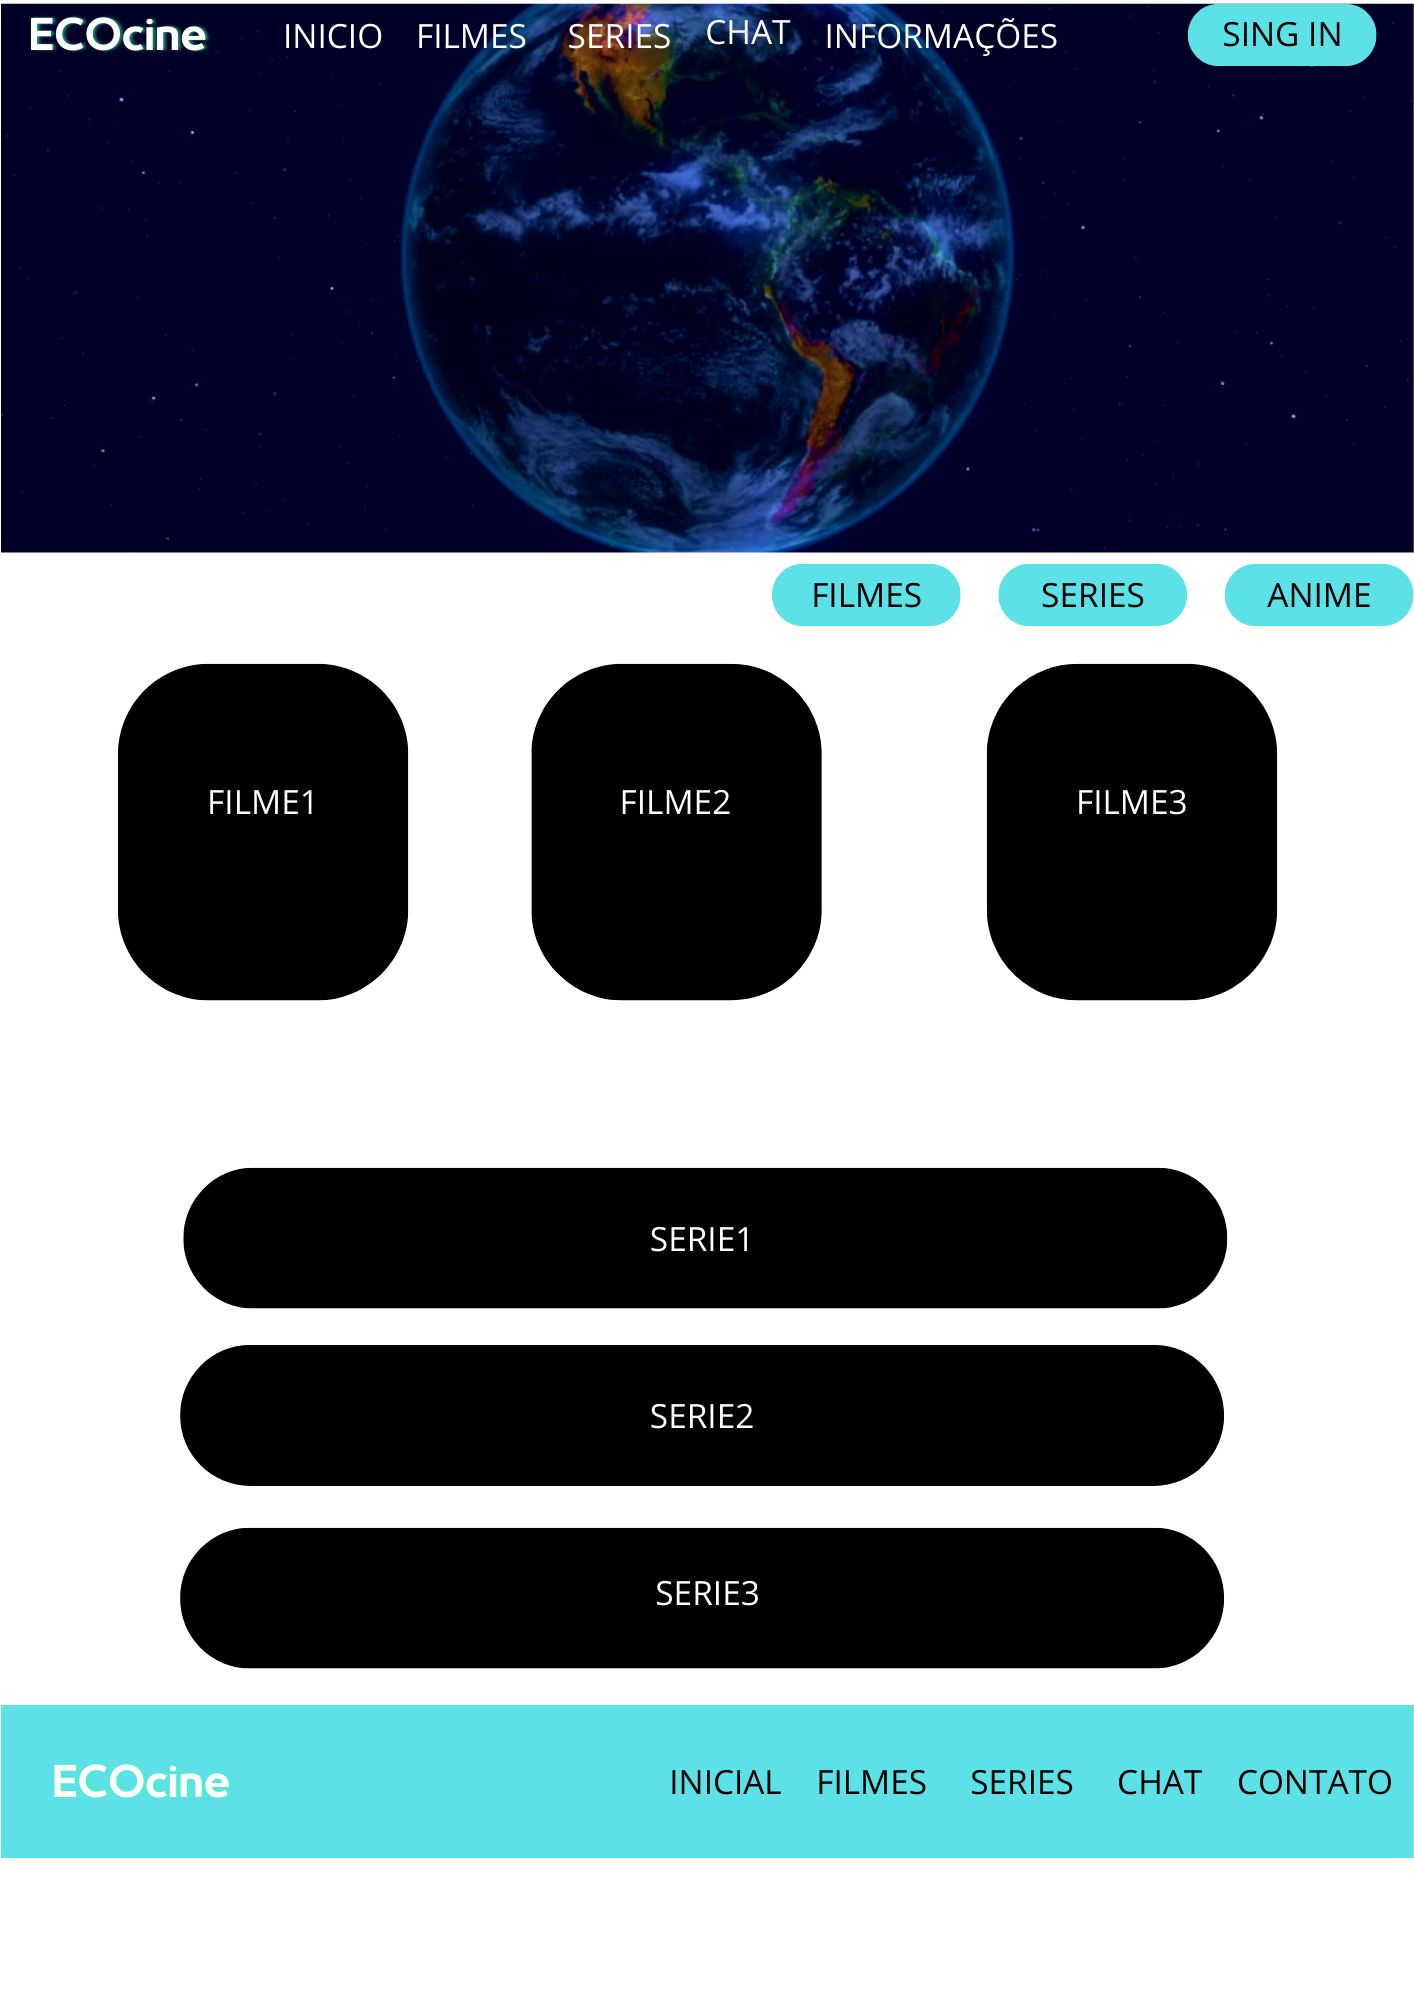 ECOcine INICIO FILMES SERIES CHAT INFORMAÇÕES SING IN
FILMES SERIES ANIME
FILME1 FILME2 FILME3
SERIE1
SERIE2
SERIE3
ECOcine INICIAL FILMES SERIES CHAT CONTATO